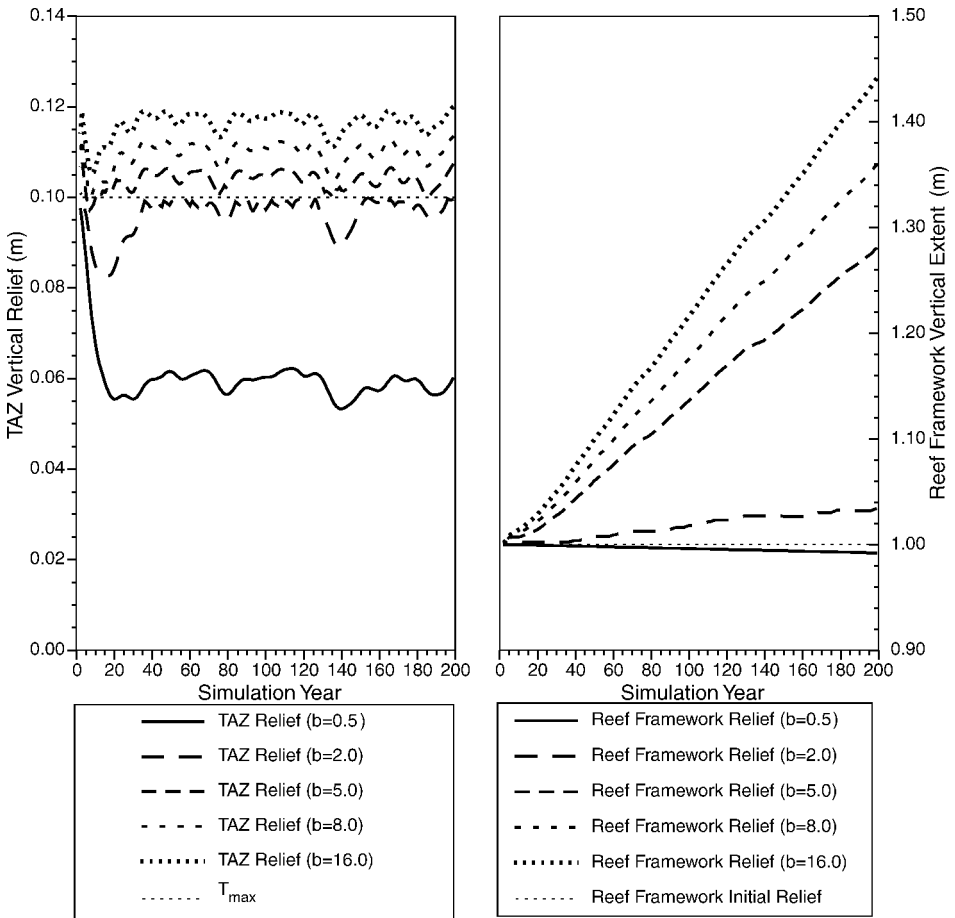 0.14
0.12
0.10
0.08
0.06
0.04
0.02
0.00
TAZ Vertical Relief (m)
0 20 40 60 80 100 120 140 160 180 200
Simulation Year
1.50
1.40
1.30
1.20
1.10
1.00
0.90
Reef Framework Vertical Extent (m)
0 20 40 60 80 100 120 140 160 180 200
Simulation Year
TAZ Relief (b=0.5)
TAZ Relief (b=2.0)
TAZ Relief (b=5.0)
TAZ Relief (b=8.0)
TAZ Relief (b=16.0)
Tmax
Reef Framework Relief (b=0.5)
Reef Framework Relief (b=2.0)
Reef Framework Relief (b=5.0)
Reef Framework Relief (b=8.0)
Reef Framework Relief (b=16.0)
Reef Framework Initial Relief